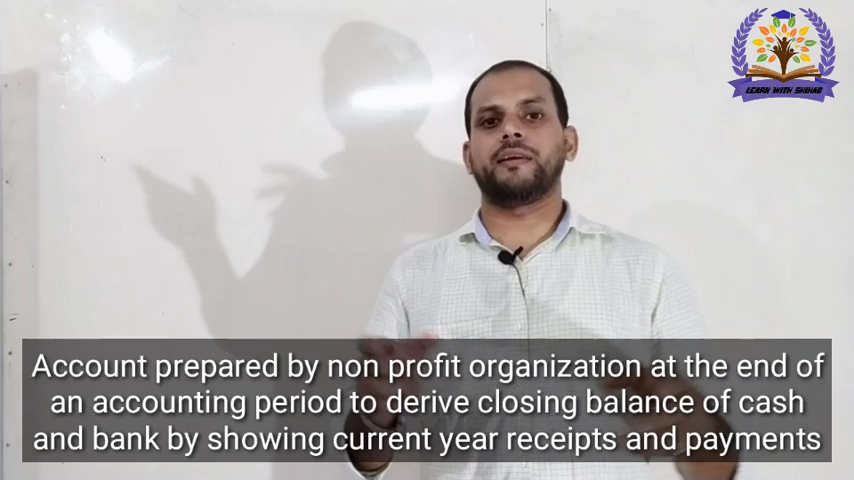 LEARN WITH SHIHAB
Account prepared by non profit organization at the end of
an accounting period to derive closing balance of cash
and bank by showing current year receipts and payments